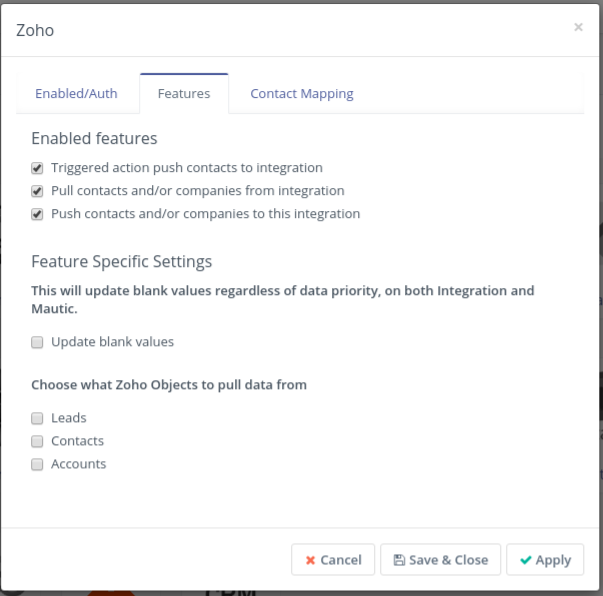 Zoho
×
Enabled/Auth Features Contact Mapping
Enabled features
Triggered action push contacts to integration
Pull contacts and/or companies from integration
Push contacts and/or companies to this integration
Feature Specific Settings
This will update blank values regardless of data priority, on both Integration and
Mautic.
Update blank values
Choose what Zoho Objects to pull data from
Leads
Contacts
Accounts
Cancel Save & Close Apply